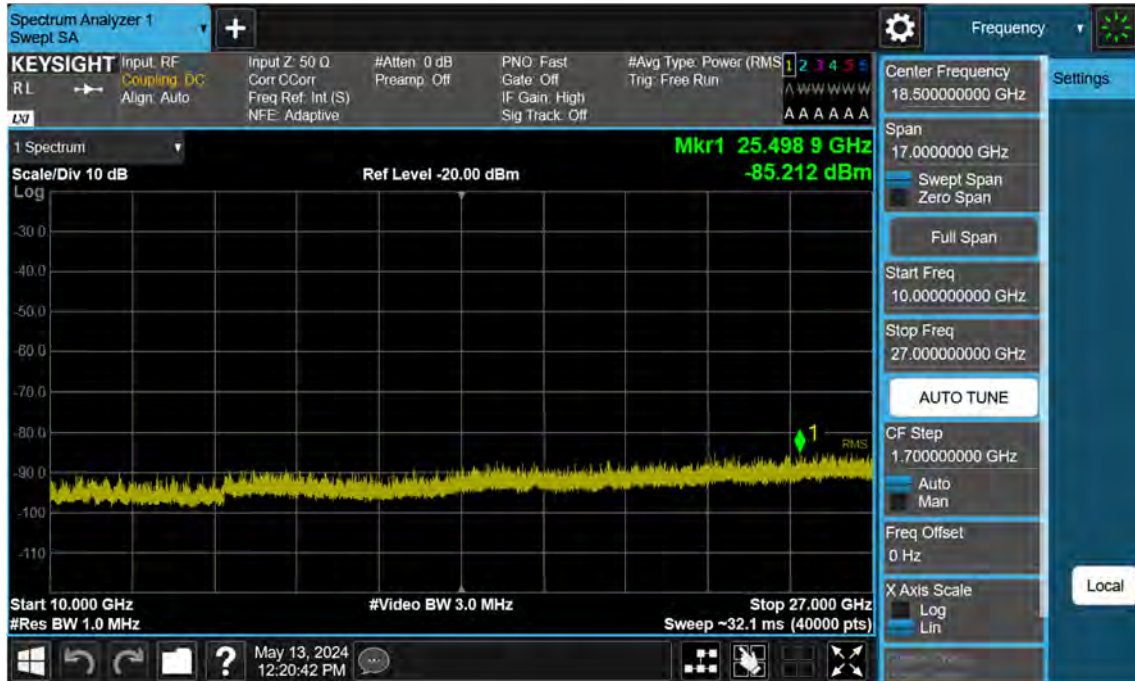 Spectrum Analyzer 1
Swept SA
Frequency
KEYSIGHT
RL
LXI
Input: RF
Coupling: DC
Align: Auto
Input Z: 50 Ω
Corr CCorr
Freq Ref: Int (S)
NFE: Adaptive
#Atten: 0 dB
Preamp: Off
PNO: Fast
Gate: Off
IF Gain: High
Sig Track: Off
#Avg Type: Power (RMS
Trig: Free Run
1 2 3 4 5 6
A W W W W W
A A A A A A
1 Spectrum
Mkr1 25.498 9 GHz
-85.212 dBm
Scale/Div 10 dB
Ref Level -20.00 dBm
Log
-30.0
-40.0
-50.0
-60.0
-70.0
-80.0
-90.0
-100
-110
1
RMS
Start 10.000 GHz
#Video BW 3.0 MHz
Stop 27.000 GHz
#Res BW 1.0 MHz
Sweep ~32.1 ms (40000 pts)
Center Frequency
18.500000000 GHz
Span
17.0000000 GHz
Swept Span
Zero Span
Full Span
Start Freq
10.000000000 GHz
Stop Freq
27.000000000 GHz
AUTO TUNE
CF Step
1.700000000 GHz
Auto
Man
Freq Offset
0 Hz
X Axis Scale
Log
Lin
Settings
Local
?
May 13, 2024
12:20:42 PM